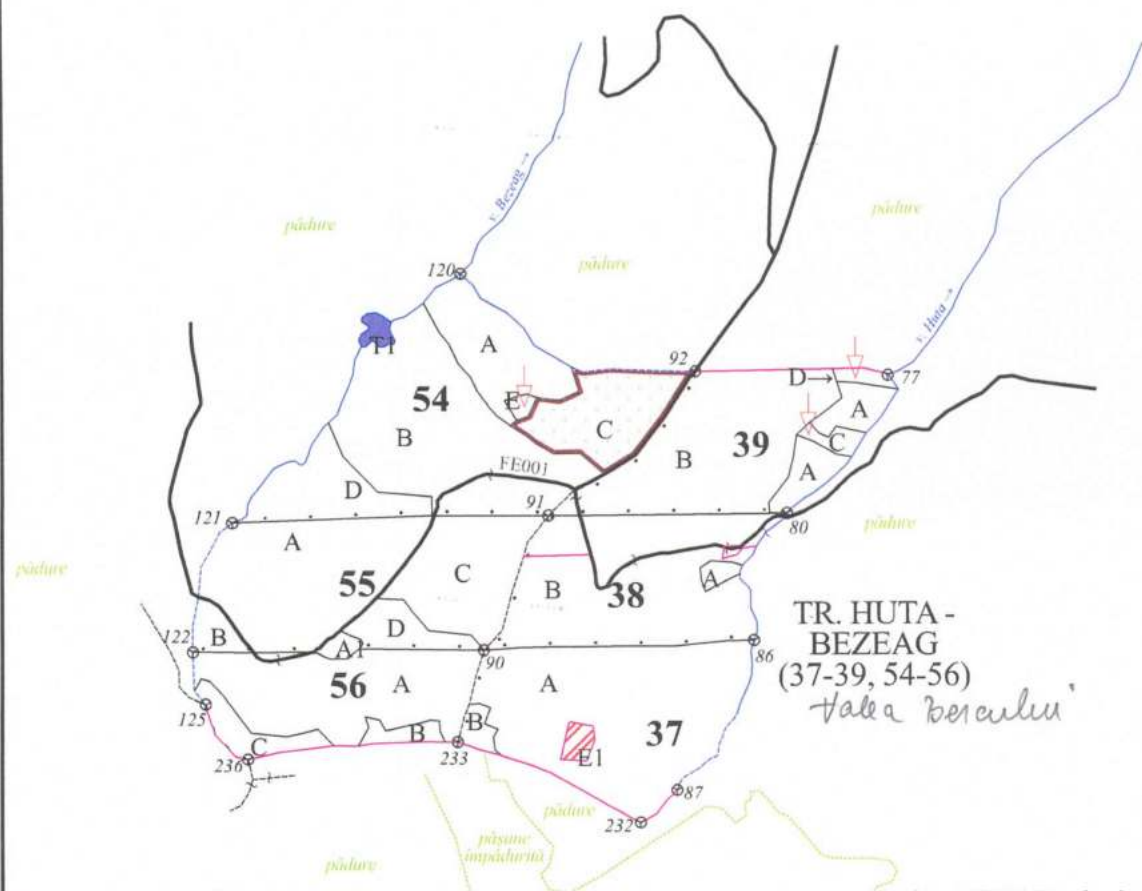 v. Bezeag →
pădure
pădure
pădure
120
v. Huta →
T1
A
92
77
D→
54
E
A
C
B
39
C
B
FE001
A
D
121
91
80
A
pădure
pădure
55
C
B
38
A
122
B
D
A1
90
86
TR. HUTA -
BEZEAG
(37-39, 54-56)
Valea
56
A
A
125
B
B
37
C
236
233
E1
87
232
pădure
pășune
împădurită
pădure